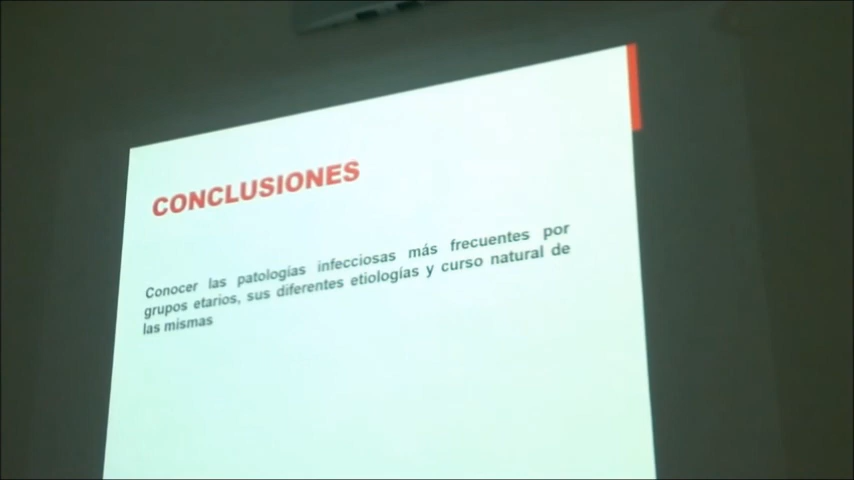 CONCLUSIONES
Conocer las patologías infecciosas más frecuentes por
grupos etarios, sus diferentes etiologías y curso natural de
las mismas